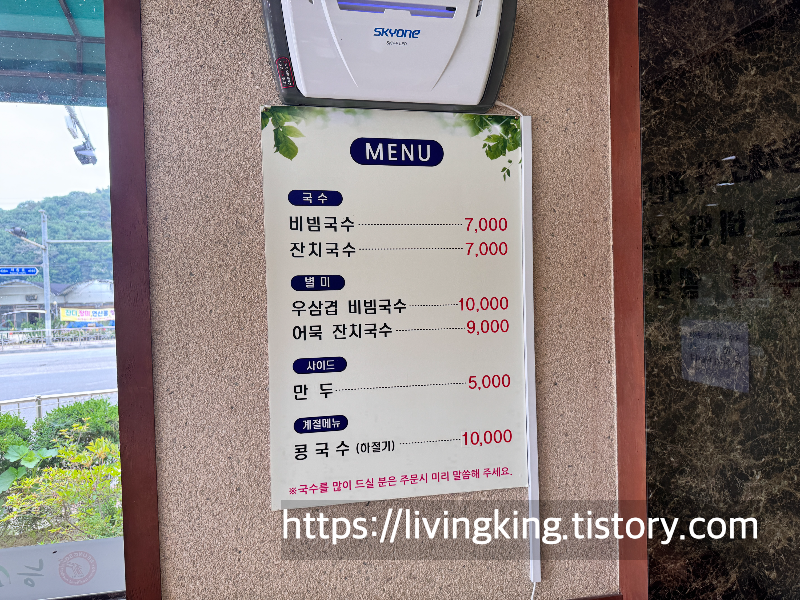 SKYONE
MENU
국수
비빔국수 7,000
잔치국수 7,000
별미
우삼겹 비빔국수 10,000
어묵 잔치국수 9,000
사이드
만 두 5,000
계절메뉴
콩국수 (하절기) 10,000
※국수를 많이 드실 분은 주문시 미리 말씀해 주세요.
https://livingking.tistory.com